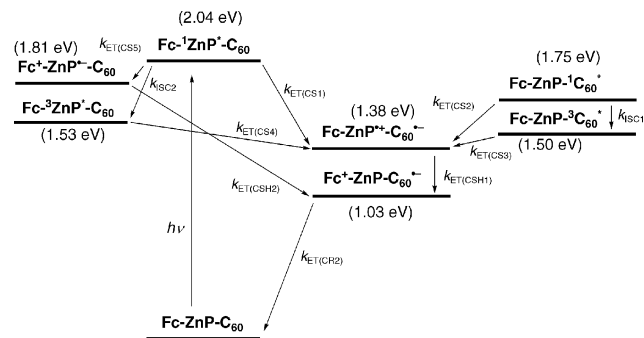 (2.04 eV)
Fc-¹ZnP*-C₆₀
(1.81 eV)
Fc⁺-ZnP•–-C₆₀
kET(CS5)
kISC2
Fc-³ZnP*-C₆₀
(1.53 eV)
kET(CS1)
kET(CS4)
(1.38 eV)
Fc-ZnP•⁺-C₆₀•–
(1.75 eV)
Fc-ZnP-¹C₆₀*
kET(CS2)
Fc-ZnP-³C₆₀*
kISC1
(1.50 eV)
kET(CS3)
Fc⁺-ZnP-C₆₀•–
kET(CSH1)
kET(CSH2)
(1.03 eV)
hν
kET(CR2)
Fc-ZnP-C₆₀